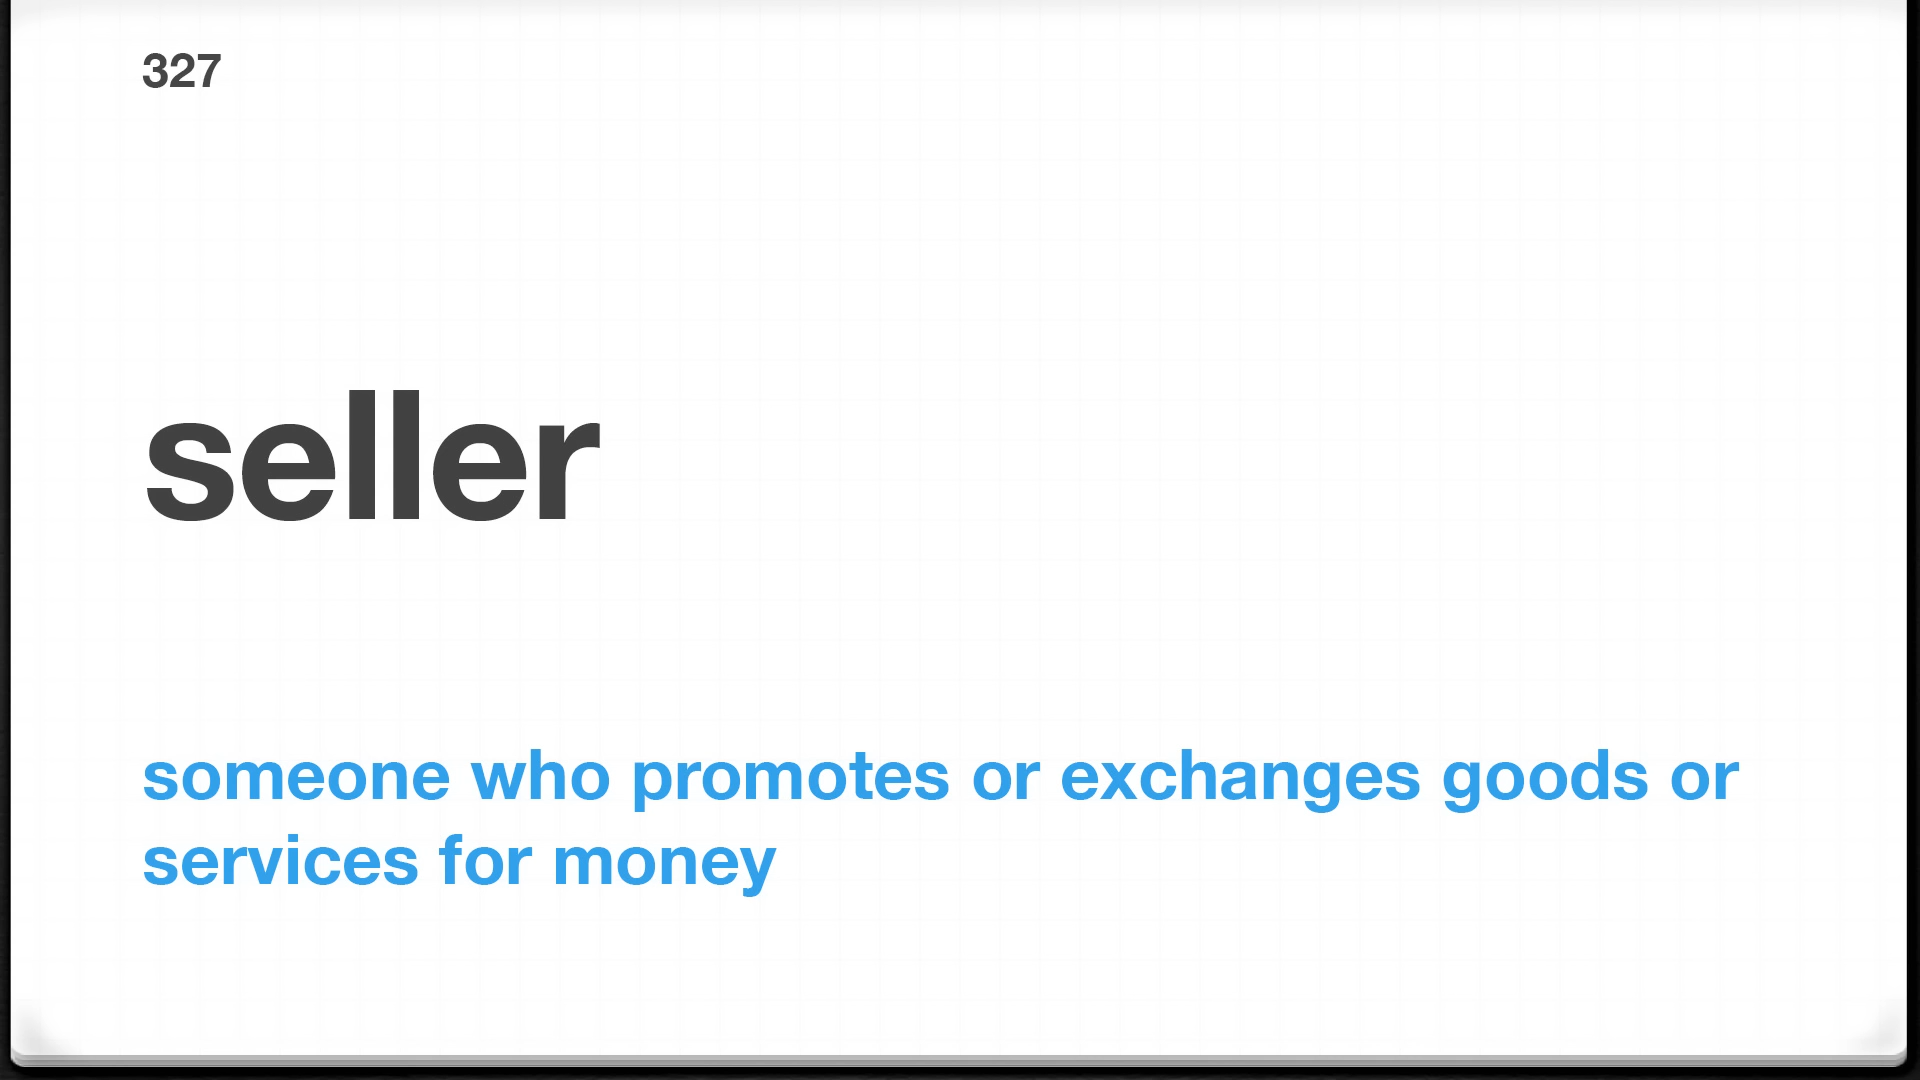 327
seller
someone who promotes or exchanges goods or
services for money